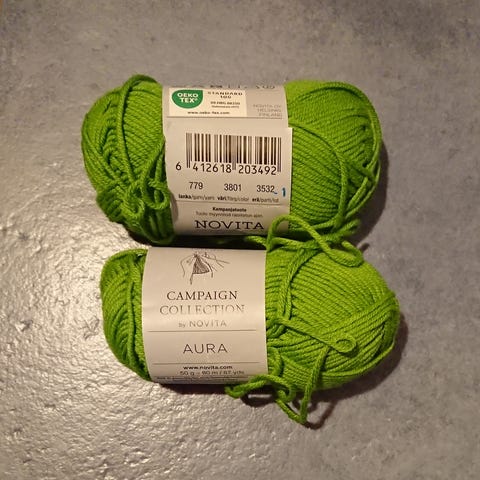 OEKO
TEX®
STANDARD
100
NOVITA OY
HELSINKI
FINLAND
www.oeko-tex.com
6 412618 203492
779 3801 3532 1
lanka/garn/yarn väri/färg/color erä/parti/lot
Kampanjatuote
NOVITA
CAMPAIGN
COLLECTION
by NOVITA
AURA
www.novita.com
50 g = 80 m / 87 yds